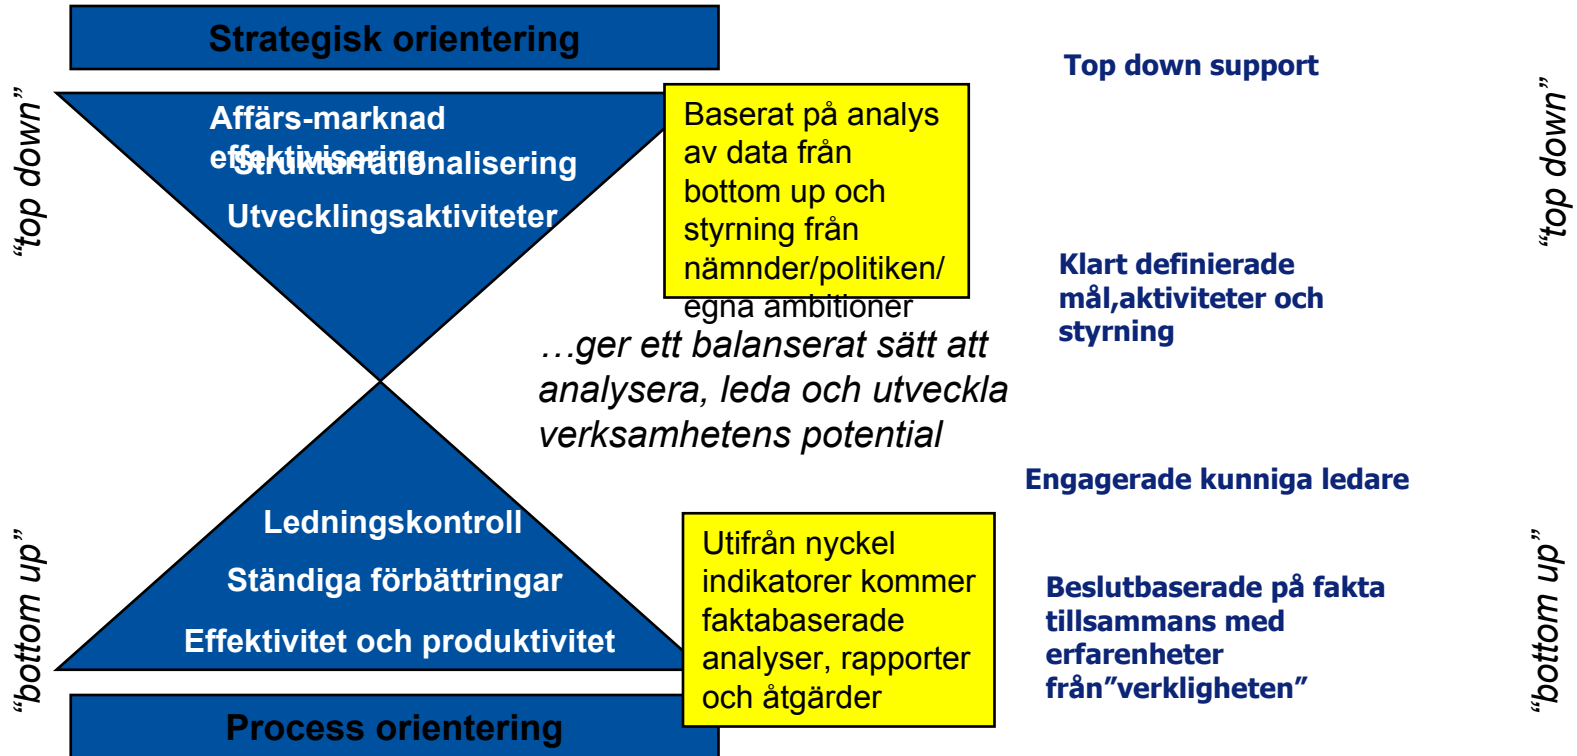 Strategisk orientering
“top down”
Affärs-marknad
effektivisering
Strukturrationalisering
Utvecklingsaktiviteter
Baserat på analys
av data från
bottom up och
styrning från
nämnder/politiken/
egna ambitioner
Top down support
“top down”
Klart definierade
mål,aktiviteter och
styrning
…ger ett balanserat sätt att
analysera, leda och utveckla
verksamhetens potential
Engagerade kunniga ledare
“bottom up”
Ledningskontroll
Ständiga förbättringar
Effektivitet och produktivitet
Utifrån nyckel
indikatorer kommer
faktabaserade
analyser, rapporter
och åtgärder
Beslutbaserade på fakta
tillsammans med
erfarenheter
från”verkligheten”
“bottom up”
Process orientering